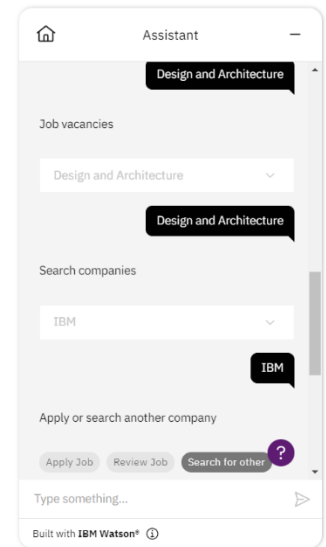 Assistant
Design and Architecture
Job vacancies
Design and Architecture
Design and Architecture
Search companies
IBM
IBM
Apply or search another company
Apply Job Review Job Search for other
?
Type something...
Built with IBM Watson®